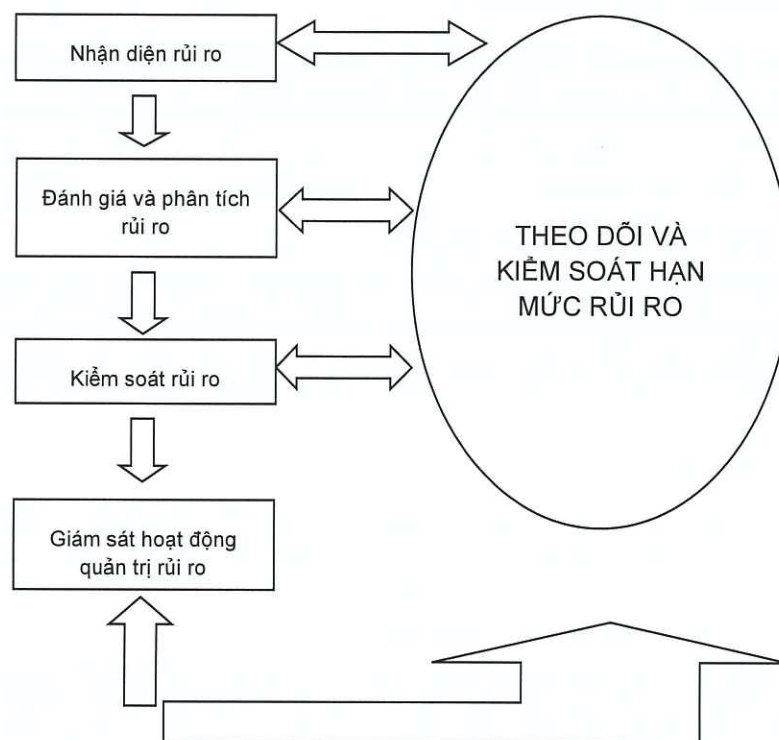 Nhận diện rủi ro
Đánh giá và phân tích
rủi ro
Kiểm soát rủi ro
Giám sát hoạt động
quản trị rủi ro
THEO DÕI VÀ
KIỂM SOÁT HẠN
MỨC RỦI RO